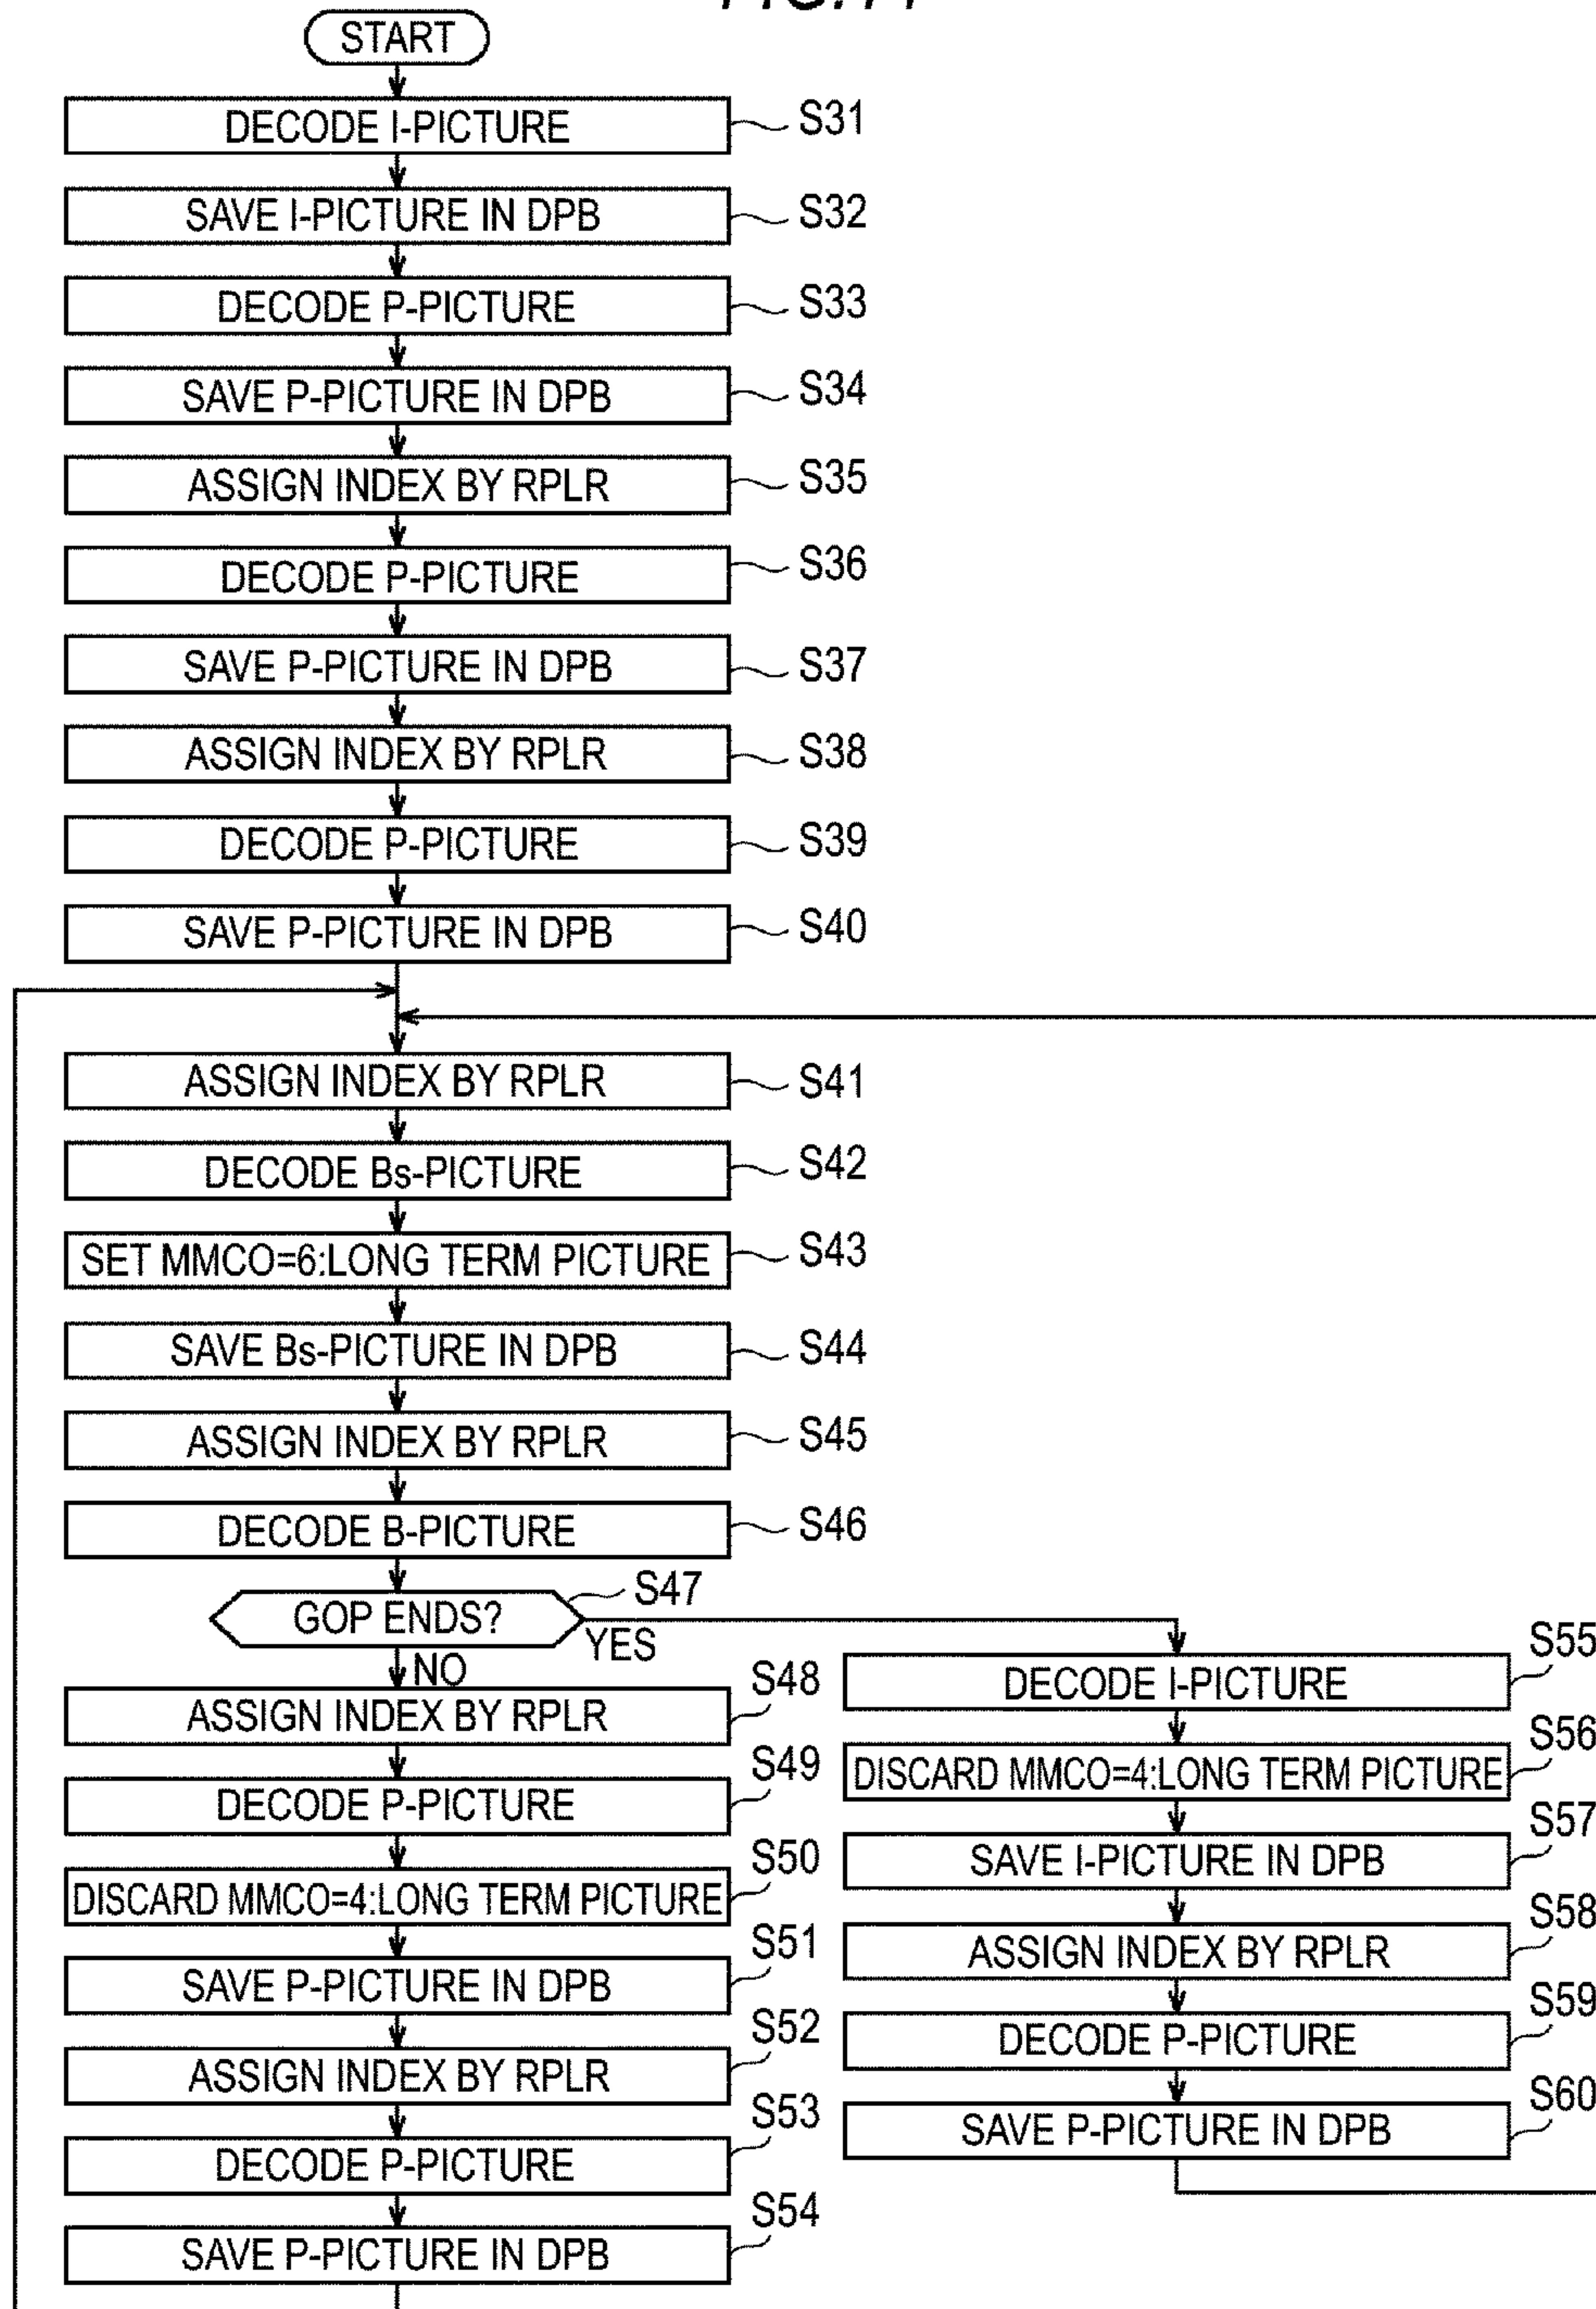 START
DECODE I-PICTURE
S31
SAVE I-PICTURE IN DPB
S32
DECODE P-PICTURE
S33
SAVE P-PICTURE IN DPB
S34
ASSIGN INDEX BY RPLR
S35
DECODE P-PICTURE
S36
SAVE P-PICTURE IN DPB
S37
ASSIGN INDEX BY RPLR
S38
DECODE P-PICTURE
S39
SAVE P-PICTURE IN DPB
S40
ASSIGN INDEX BY RPLR
S41
DECODE Bs-PICTURE
S42
SET MMCO=6:LONG TERM PICTURE
S43
SAVE Bs-PICTURE IN DPB
S44
ASSIGN INDEX BY RPLR
S45
DECODE B-PICTURE
S46
GOP ENDS?
S47
YES
NO
ASSIGN INDEX BY RPLR
S48
DECODE P-PICTURE
S49
DISCARD MMCO=4:LONG TERM PICTURE
S50
SAVE P-PICTURE IN DPB
S51
ASSIGN INDEX BY RPLR
S52
DECODE P-PICTURE
S53
SAVE P-PICTURE IN DPB
S54
DECODE I-PICTURE
S55
DISCARD MMCO=4:LONG TERM PICTURE
S56
SAVE I-PICTURE IN DPB
S57
ASSIGN INDEX BY RPLR
S58
DECODE P-PICTURE
S59
SAVE P-PICTURE IN DPB
S60